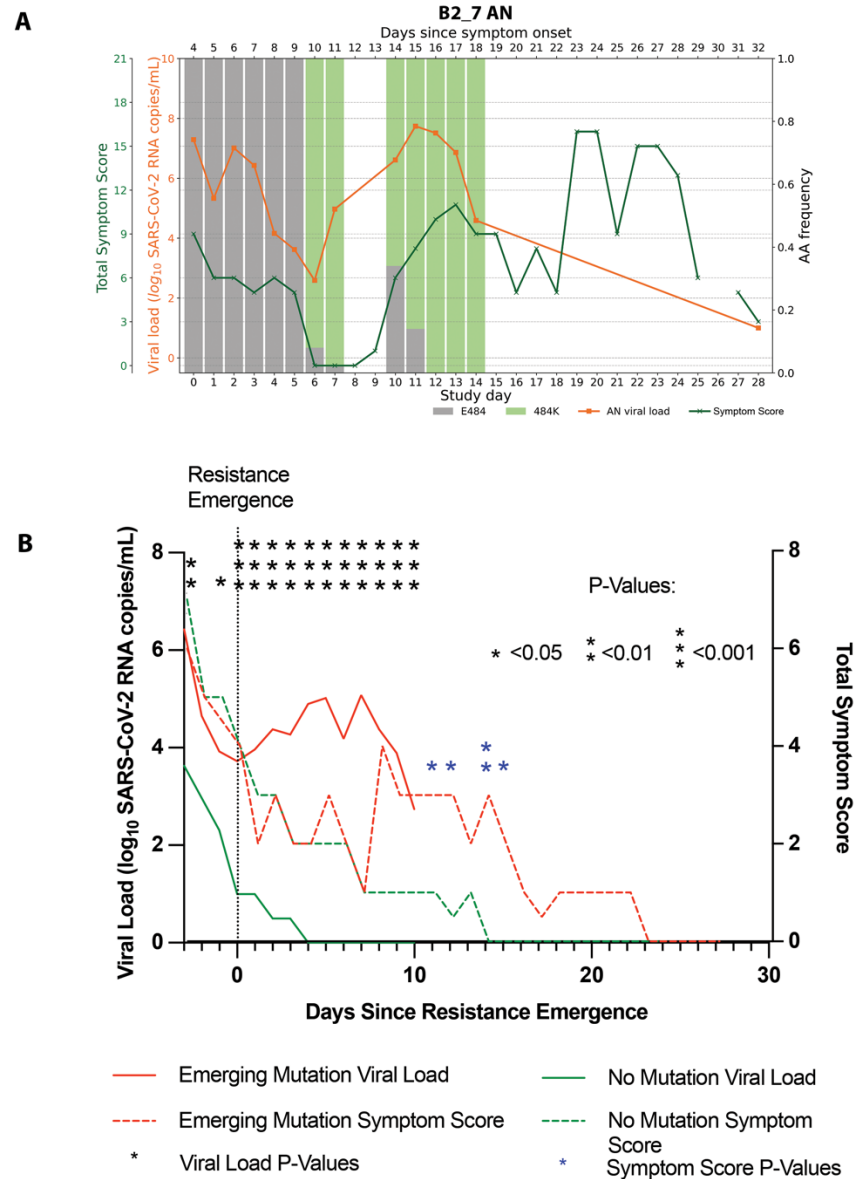 A
B2_7 AN
Days since symptom onset
4 5 6 7 8 9 10 11 14 15 16 17 18 19 20 21 22 23 24 25 26 27 28 29 31 32
21 18 15 12 9 6 3 0
Total Symptom Score
10 8 6 4 2 0
Viral load (log10 SARS-CoV-2 RNA copies/mL)
1.0 0.8 0.6 0.4 0.2 0.0
AA frequency
0 1 2 3 4 5 6 7 8 9 10 11 12 13 14 15 16 17 18 19 20 21 22 23 24 25 27 28
Study day
E484 484K AN viral load Symptom Score
B
Resistance
Emergence
Viral Load (log10 SARS-CoV-2 RNA copies/mL)
8 6 4 2 0
* * * * * * * * * * *
* * * * * * * * * * * *
* * * * * * * * * * * * *
P-Values:
* <0.05 ** <0.01 *** <0.001
* * ** *
8 6 4 2 0
Total Symptom Score
0 10 20 30
Days Since Resistance Emergence
Emerging Mutation Viral Load
No Mutation Viral Load
Emerging Mutation Symptom Score
No Mutation Symptom
Score
* Viral Load P-Values
* Symptom Score P-Values